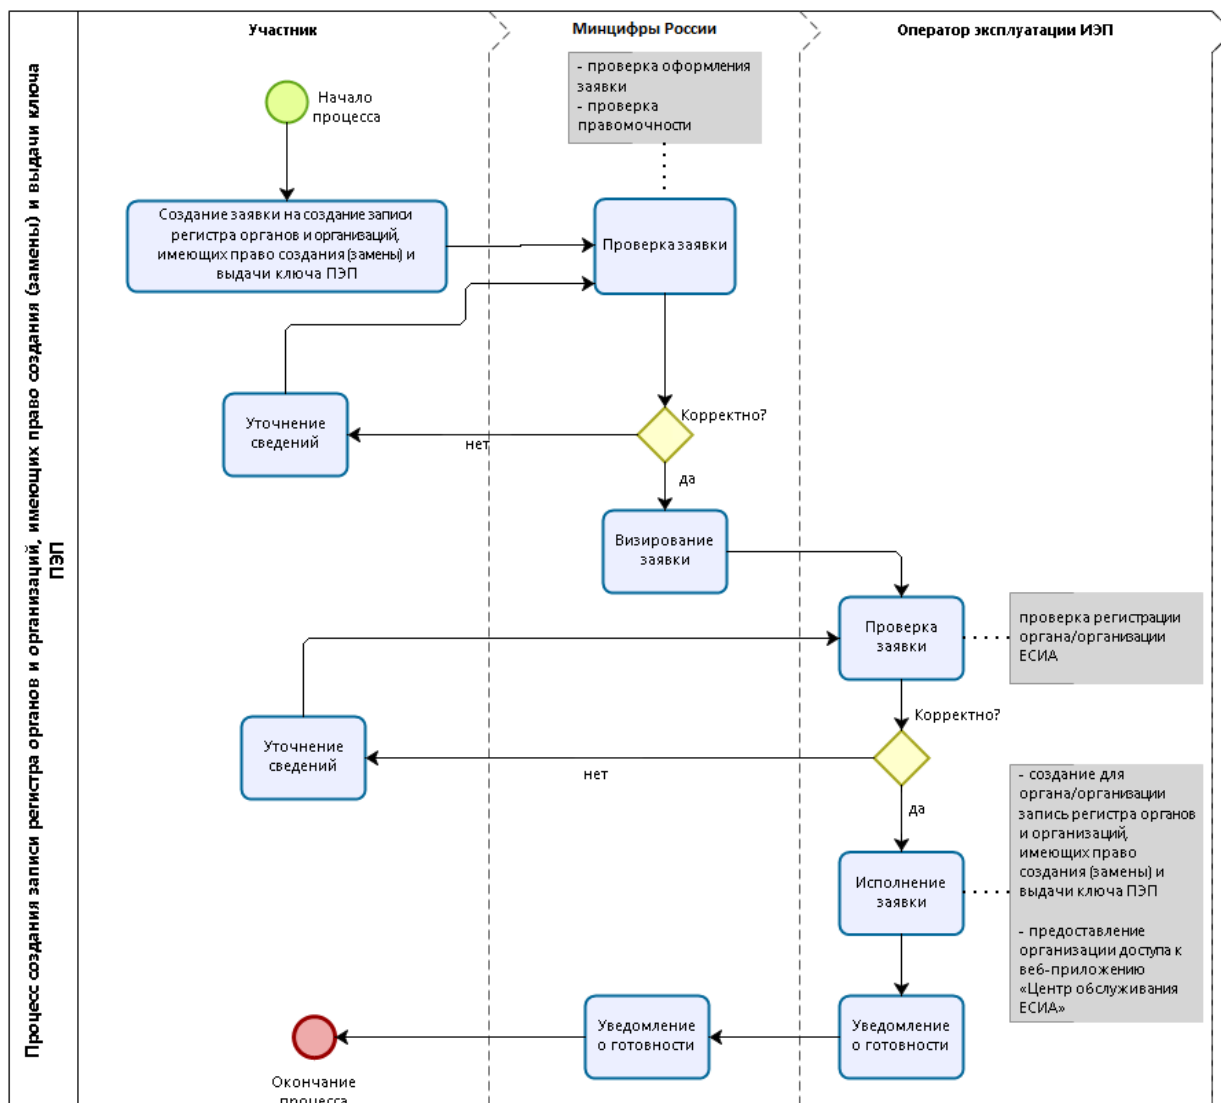 Процесс создания записи регистра органов и организаций, имеющих право создания (замены) и выдачи ключа
ПЭП
Участник
Минцифры России
Оператор эксплуатации ИЭП
Начало
процесса
- проверка оформления
заявки
- проверка
правомочности
Создание заявки на создание записи
регистра органов и организаций,
имеющих право создания (замены) и
выдачи ключа ПЭП
Проверка заявки
Корректно?
нет
Уточнение
сведений
да
Визирование
заявки
Проверка
заявки
проверка регистрации
органа/организации
ЕСИА
Корректно?
нет
Уточнение
сведений
да
Исполнение
заявки
- создание для
органа/организации
запись регистра органов
и организаций,
имеющих право
создания (замены) и
выдачи ключа ПЭП
- предоставление
организации доступа к
веб-приложению
«Центр обслуживания
ЕСИА»
Уведомление
о готовности
Уведомление
о готовности
Окончание
процесса